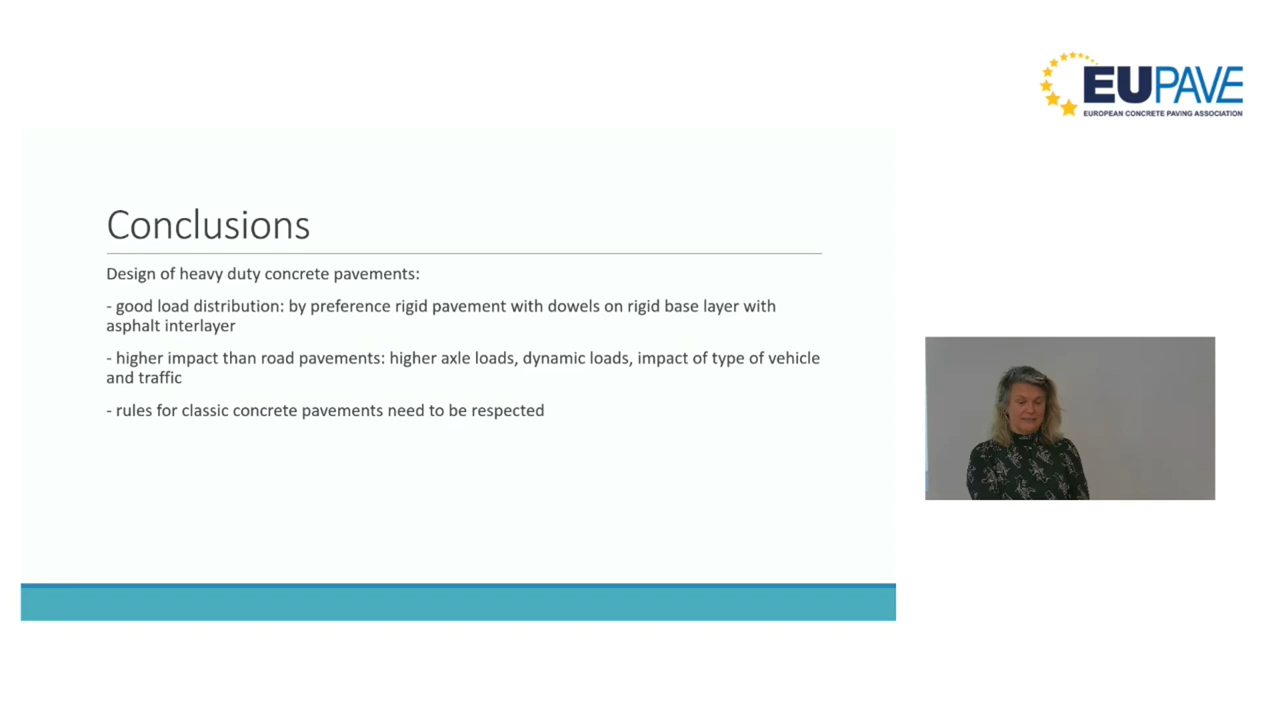 EUPAVE
EUROPEAN CONCRETE PAVING ASSOCIATION
Conclusions
Design of heavy duty concrete pavements:
- good load distribution: by preference rigid pavement with dowels on rigid base layer with
asphalt interlayer
- higher impact than road pavements: higher axle loads, dynamic loads, impact of type of vehicle
and traffic
- rules for classic concrete pavements need to be respected